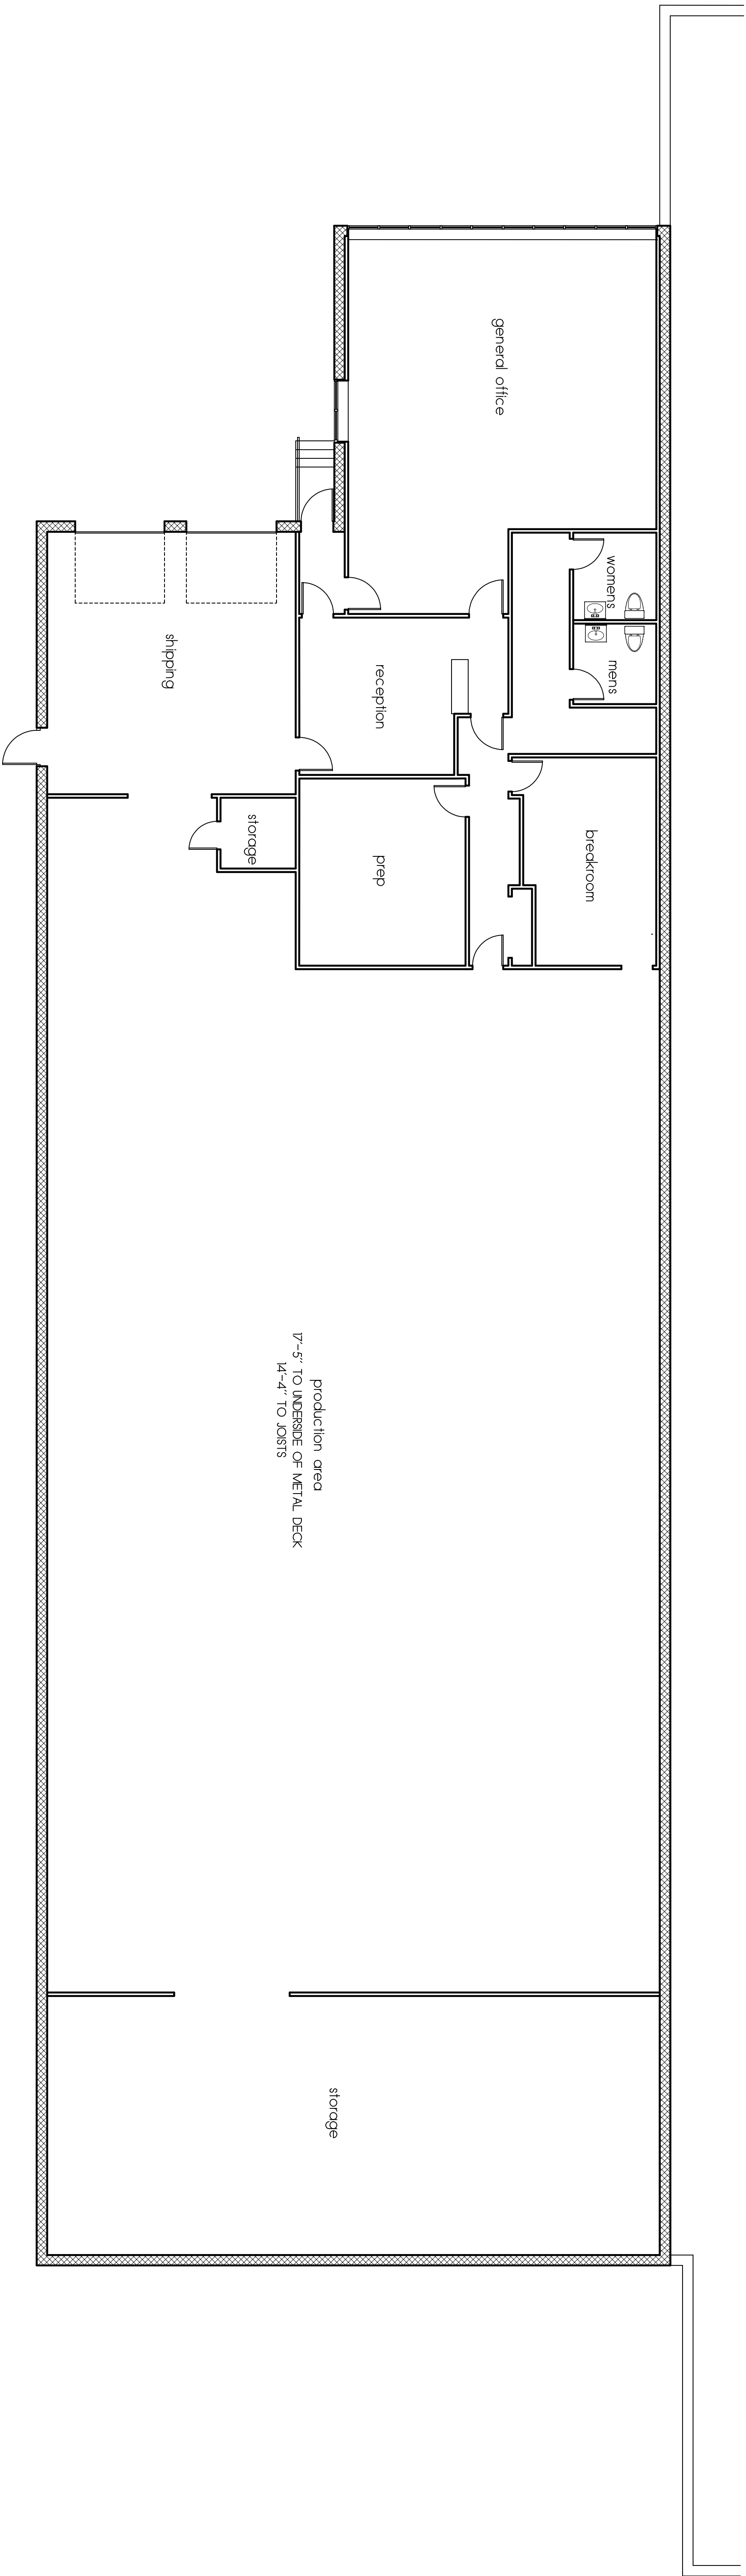 general office
womens
mens
reception
shipping
breakroom
prep
storage
production area
17'-5" TO UNDERSIDE OF METAL DECK
14'-4" TO JOISTS
storage